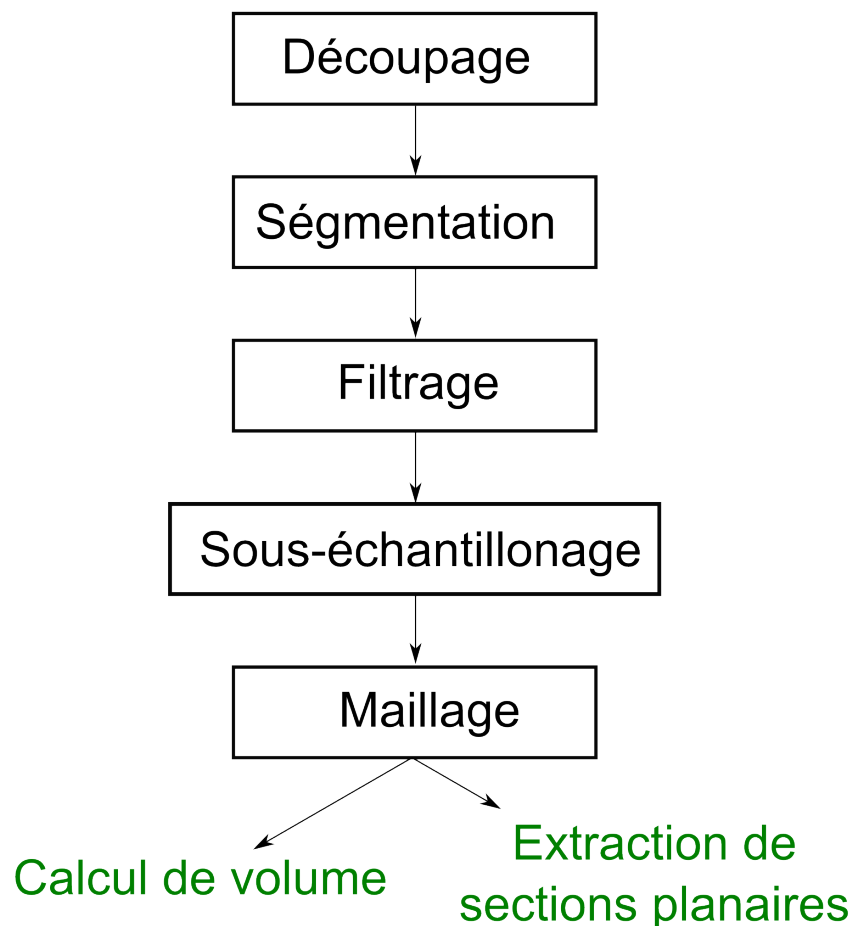 Découpage
Ségmentation
Filtrage
Sous-échantillonage
Maillage
Calcul de volume
Extraction de
sections planaires